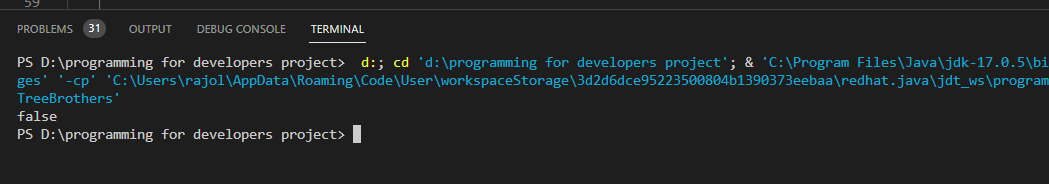 59
PROBLEMS 31 OUTPUT DEBUG CONSOLE TERMINAL
PS D:\programming for developers project> d:; cd 'd:\programming for developers project'; & 'C:\Program Files\Java\jdk-17.0.5\bi
ges' '-cp' 'C:\Users\rajol\AppData\Roaming\Code\User\workspaceStorage\3d2d6dce95223500804b1390373eebaa\redhat.java\jdt_ws\program
TreeBrothers'
false
PS D:\programming for developers project>